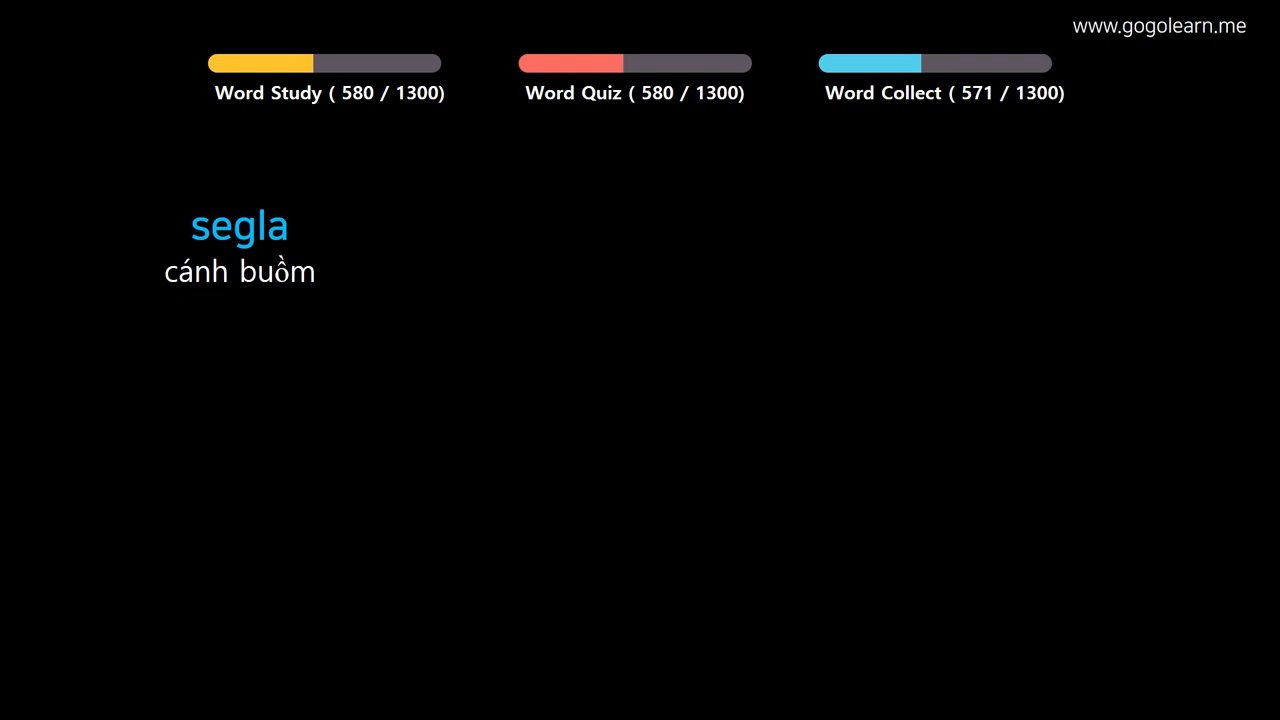 www.gogolearn.me
Word Study ( 580 / 1300)
Word Quiz ( 580 / 1300)
Word Collect ( 571 / 1300)
segla
cánh buồm